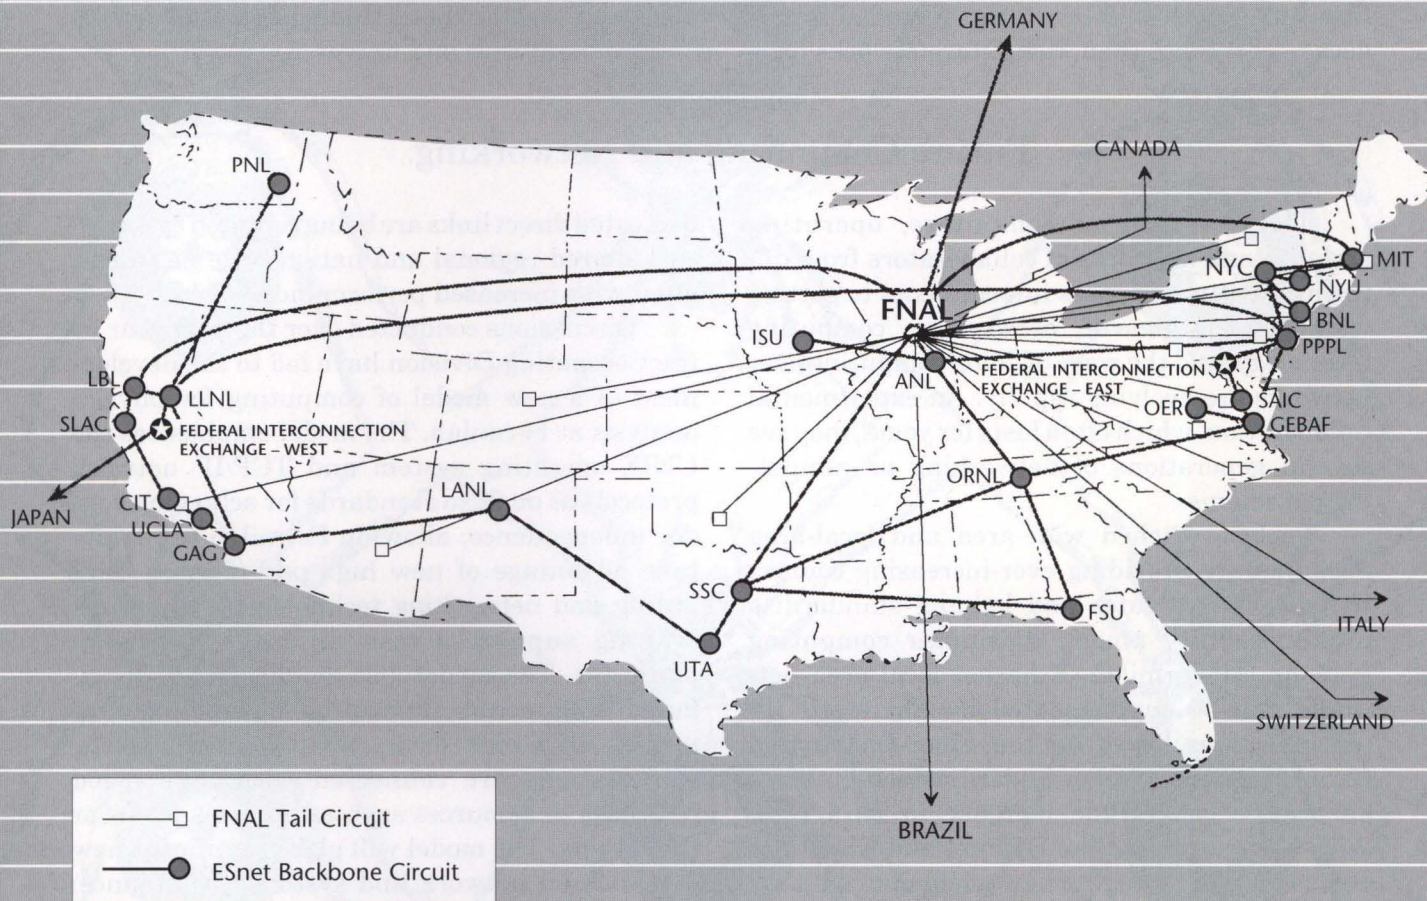 GERMANY
CANADA
PNL
NYC
MIT
NYU
FNAL
BNL
ISU
PPPL
ANL
FEDERAL INTERCONNECTION
EXCHANGE – EAST
LBL
LLNL
OER
SAIC
SLAC
FEDERAL INTERCONNECTION
EXCHANGE – WEST
GEBAF
ORNL
CIT
LANL
JAPAN
UCLA
GAG
SSC
FSU
ITALY
UTA
SWITZERLAND
BRAZIL
FNAL Tail Circuit
ESnet Backbone Circuit